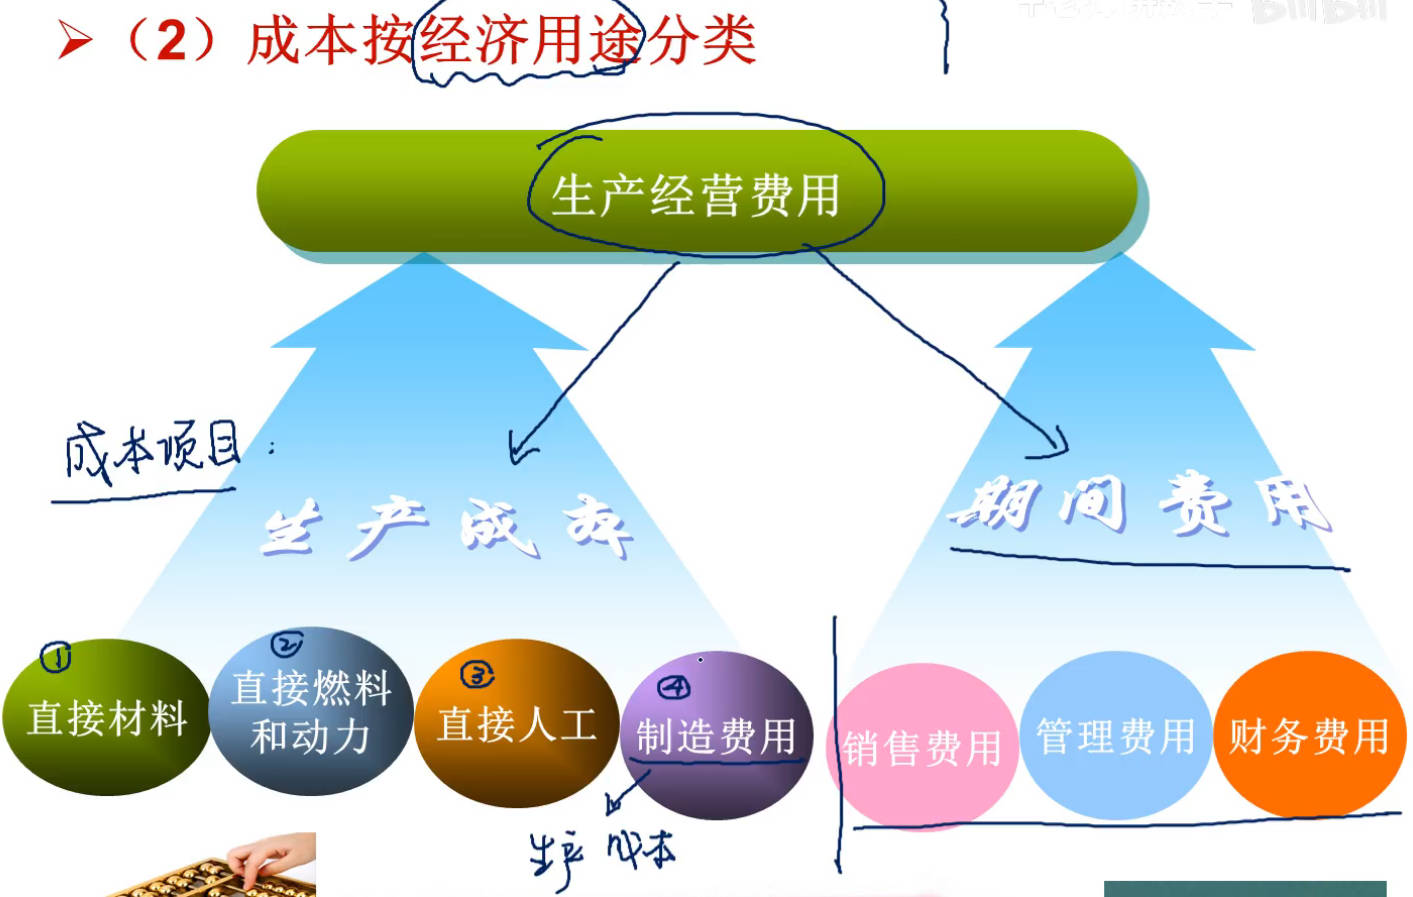 （2）成本按经济用途分类
生产经营费用
成本项目：
生产成本
期间费用
①
直接材料
②
直接燃料
和动力
③
直接人工
④
制造费用
销售费用
管理费用
财务费用
生产成本